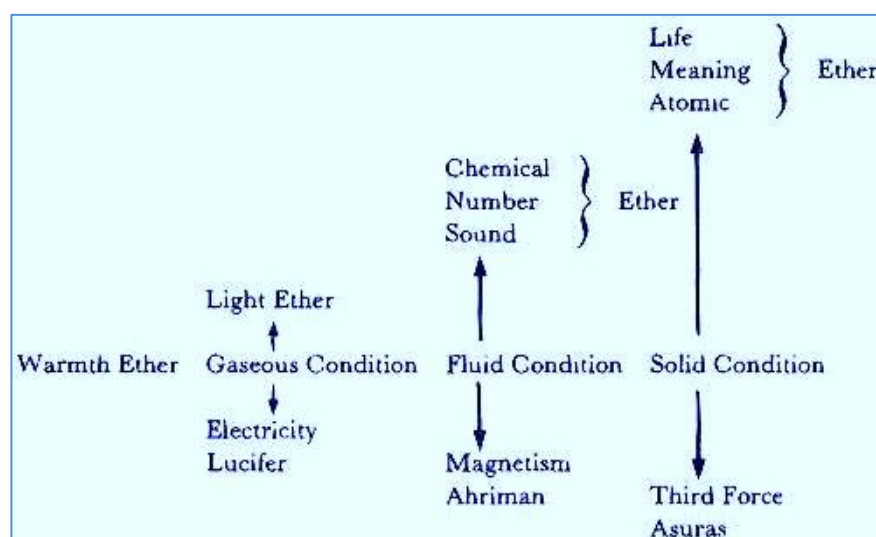 Life
Meaning
Atomic
Ether
Chemical
Number
Sound
Ether
Light Ether
Warmth Ether Gaseous Condition Fluid Condition Solid Condition
Electricity
Lucifer
Magnetism
Ahriman
Third Force
Asuras